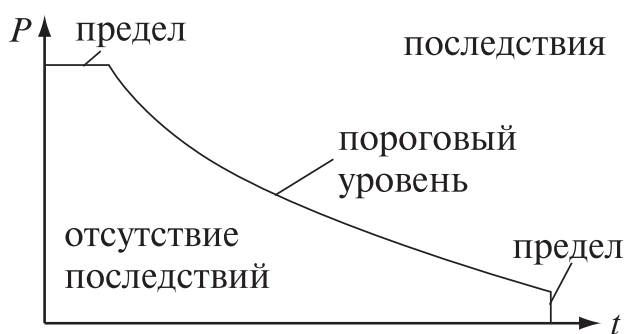 P
предел
последствия
пороговый
уровень
отсутствие
последствий
предел
t